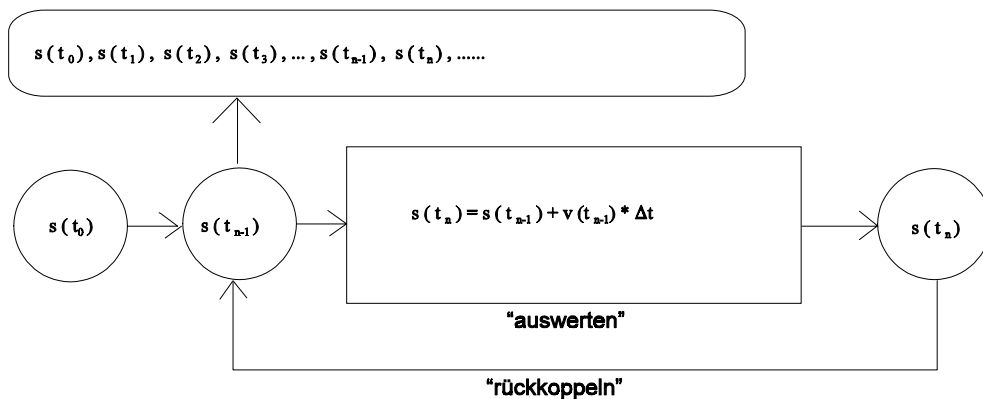 s(t₀), s(t₁), s(t₂), s(t₃), ... , s(tₙ₋₁), s(tₙ), ......
s(t₀)
s(tₙ₋₁)
s(tₙ) = s(tₙ₋₁) + v(tₙ₋₁) * Δt
s(tₙ)
“auswerten”
“rückkoppeln”